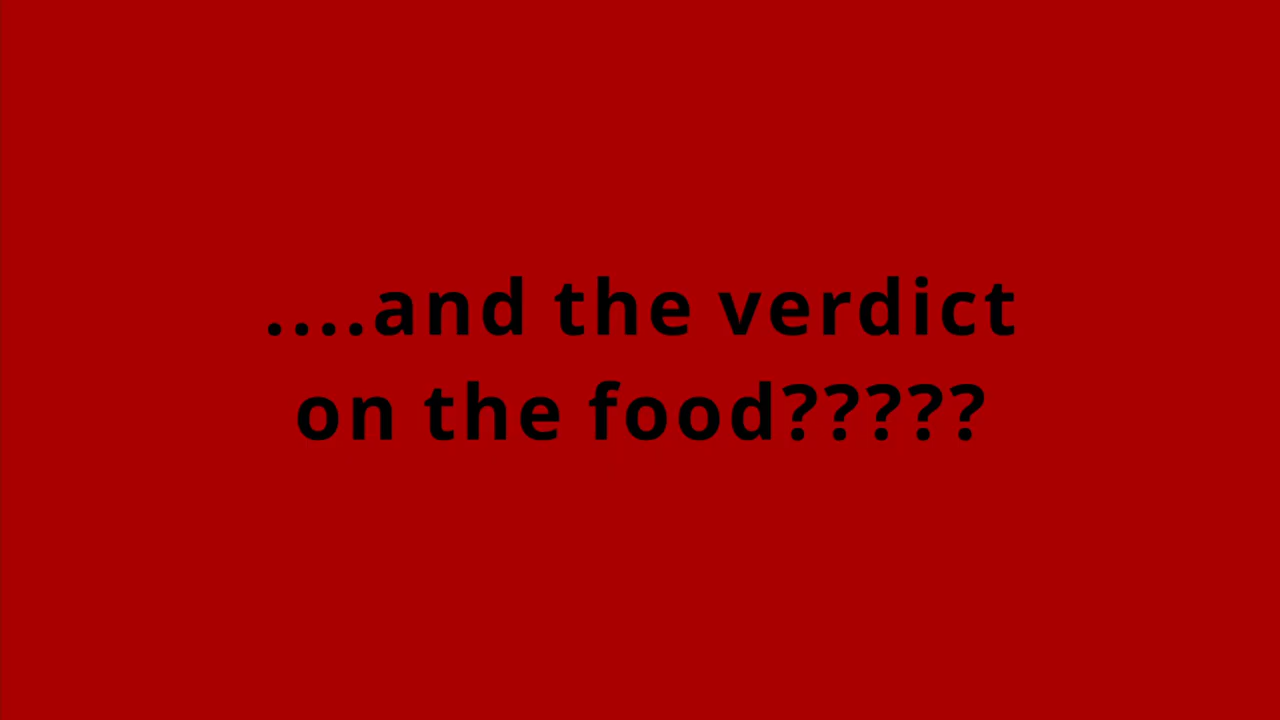 ....and the verdict
on the food?????